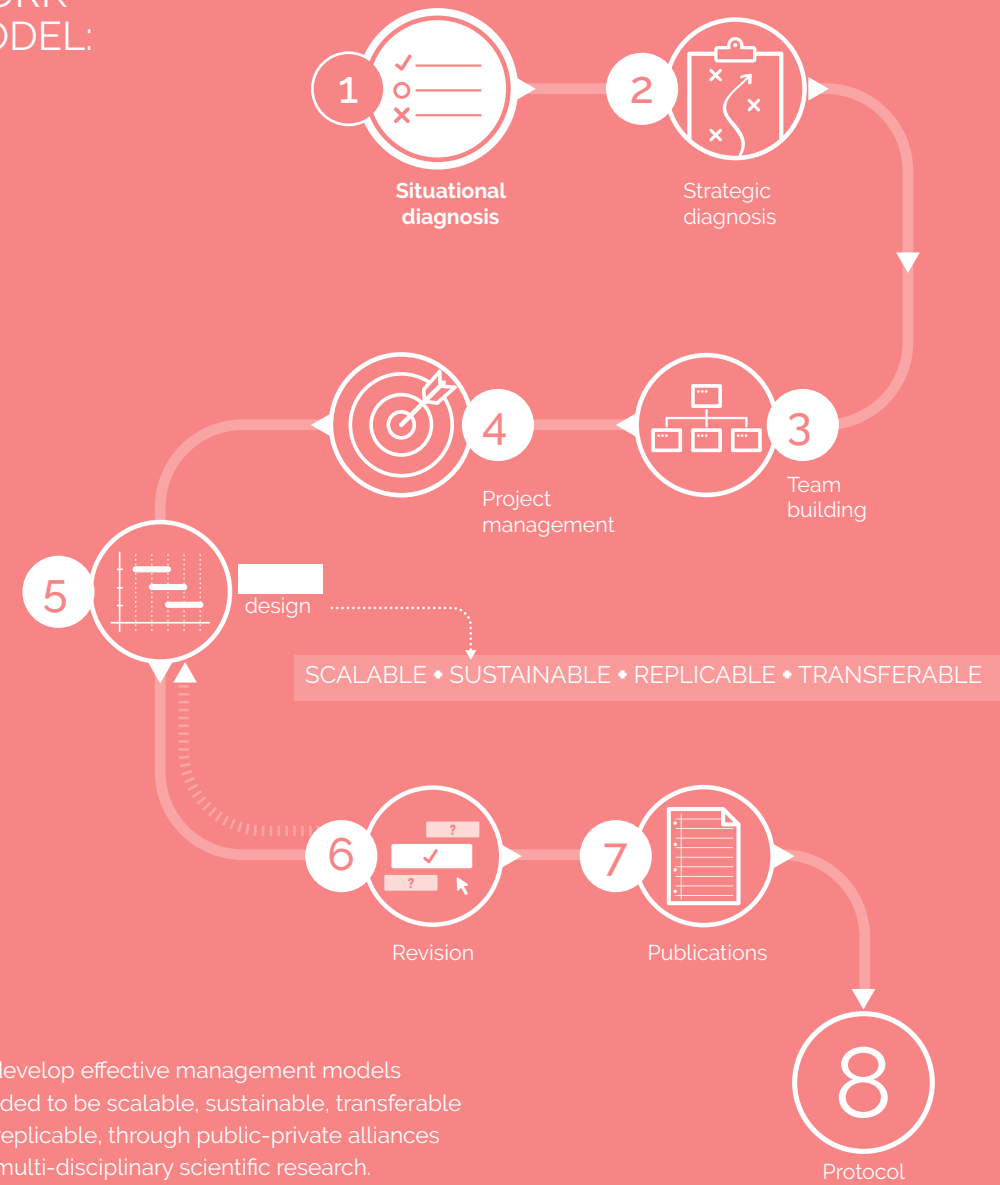 ODEL:
1
2
Situational
diagnosis
Strategic
diagnosis
4
3
Project
management
Team
building
5
design
SCALABLE • SUSTAINABLE • REPLICABLE • TRANSFERABLE
6
?
?
7
Revision
Publications
8
Protocol
develop effective management models
ded to be scalable, sustainable, transferable
replicable, through public-private alliances
multi-disciplinary scientific research.